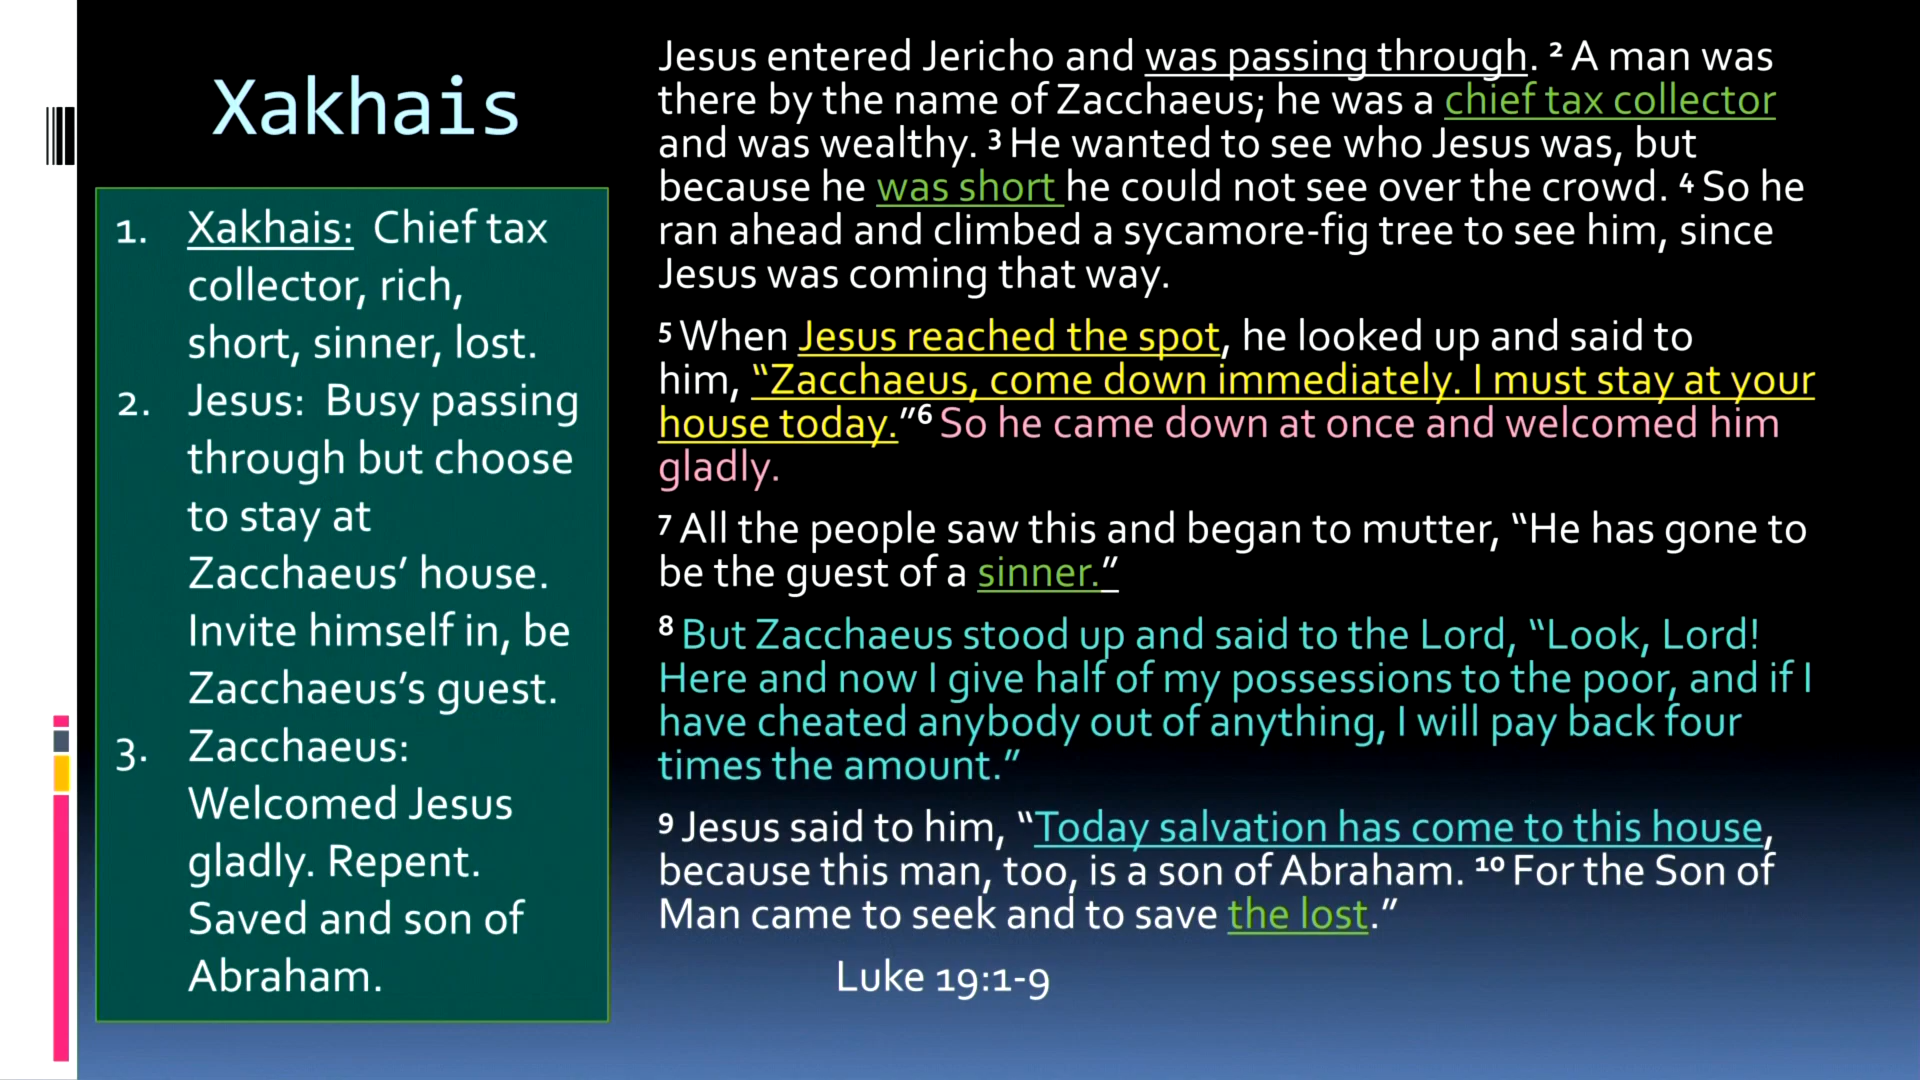 Xakhais
1. Xakhais: Chief tax
collector, rich,
short, sinner, lost.
2. Jesus: Busy passing
through but choose
to stay at
Zacchaeus’ house.
Invite himself in, be
Zacchaeus’s guest.
3. Zacchaeus:
Welcomed Jesus
gladly. Repent.
Saved and son of
Abraham.
Jesus entered Jericho and was passing through. ² A man was
there by the name of Zacchaeus; he was a chief tax collector
and was wealthy. ³ He wanted to see who Jesus was, but
because he was short he could not see over the crowd. ⁴ So he
ran ahead and climbed a sycamore-fig tree to see him, since
Jesus was coming that way.
⁵ When Jesus reached the spot, he looked up and said to
him, “Zacchaeus, come down immediately. I must stay at your
house today.”⁶ So he came down at once and welcomed him
gladly.
⁷ All the people saw this and began to mutter, “He has gone to
be the guest of a sinner.”
⁸ But Zacchaeus stood up and said to the Lord, “Look, Lord!
Here and now I give half of my possessions to the poor, and if I
have cheated anybody out of anything, I will pay back four
times the amount.”
⁹ Jesus said to him, “Today salvation has come to this house,
because this man, too, is a son of Abraham. ¹⁰ For the Son of
Man came to seek and to save the lost.”
Luke 19:1-9